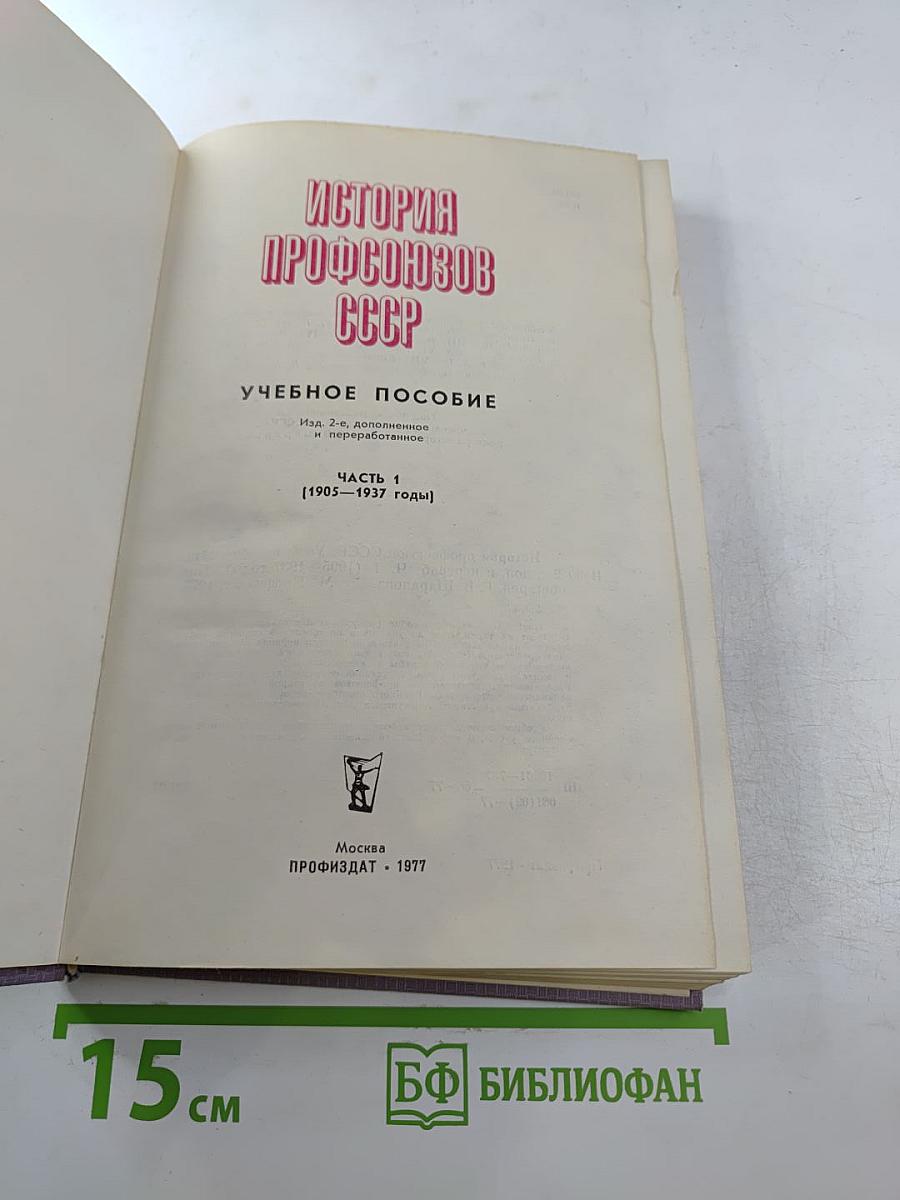 ИСТОРИЯ
ПРОФСОЮЗОВ
СССР
УЧЕБНОЕ ПОСОБИЕ
Изд. 2-е, дополненное
и переработанное
ЧАСТЬ 1
(1905—1937 годы)
Москва
ПРОФИЗДАТ • 1977
15 см
БФ БИБЛИОФАН